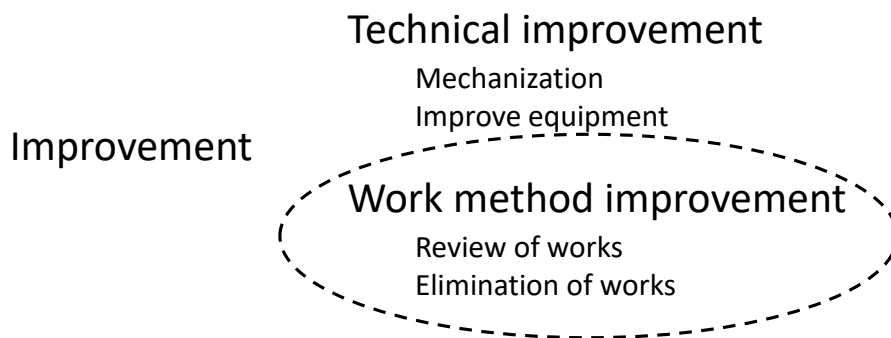 Technical improvement
Mechanization
Improve equipment
Improvement
Work method improvement
Review of works
Elimination of works